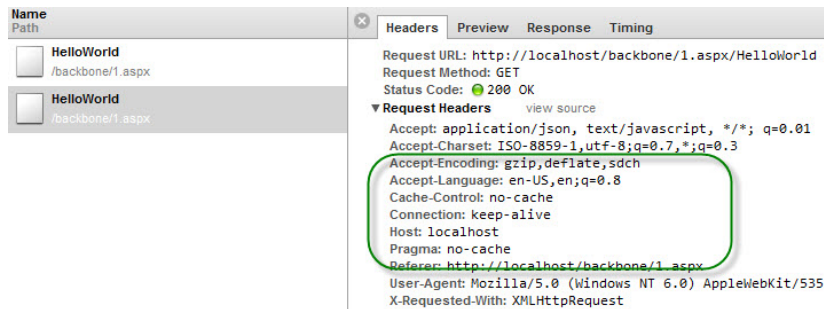 Name
Path
HelloWorld
/backbone/1.aspx
HelloWorld
/backbone/1.aspx
Headers Preview Response Timing
Request URL: http://localhost/backbone/1.aspx/HelloWorld
Request Method: GET
Status Code: 200 OK
Request Headers view source
Accept: application/json, text/javascript, */*; q=0.01
Accept-Charset: ISO-8859-1,utf-8;q=0.7,*;q=0.3
Accept-Encoding: gzip,deflate,sdch
Accept-Language: en-US,en;q=0.8
Cache-Control: no-cache
Connection: keep-alive
Host: localhost
Pragma: no-cache
Referer: http://localhost/backbone/1.aspx
User-Agent: Mozilla/5.0 (Windows NT 6.0) AppleWebKit/535
X-Requested-With: XMLHttpRequest